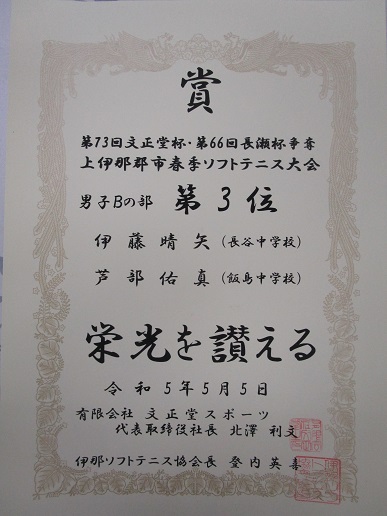 賞
第73回文正堂杯・第66回長瀬杯争奪
上伊那郡市春季ソフトテニス大会
男子Bの部 第3位
伊藤晴矢(長谷中学校)
芦部佑真(飯島中学校)
栄光を讃える
令和5年5月5日
有限会社 文正堂スポーツ
代表取締役社長 北澤 利文
伊那ソフトテニス協会長 登内英喜